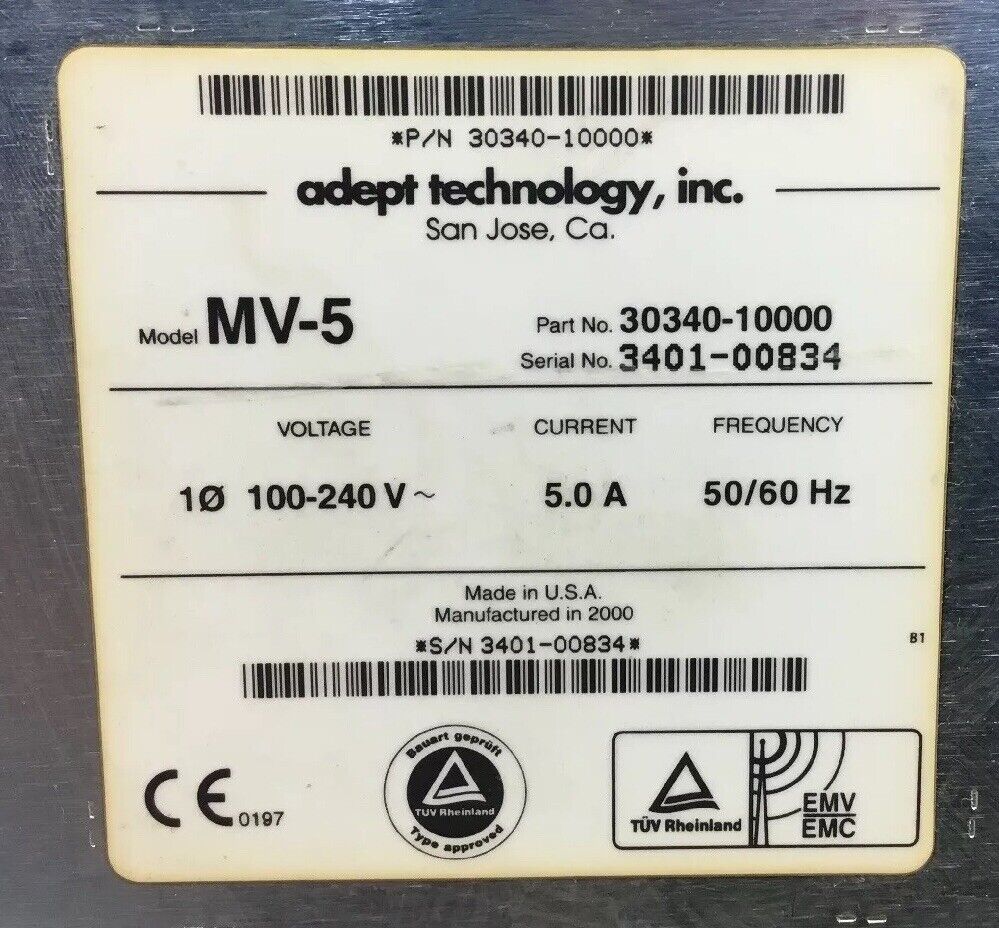 *P/N 30340-10000*
adept technology, inc.
San Jose, Ca.
Model MV-5
Part No. 30340-10000
Serial No. 3401-00834
VOLTAGE CURRENT FREQUENCY
1Ø 100-240 V ~ 5.0 A 50/60 Hz
Made in U.S.A.
Manufactured in 2000
*S/N 3401-00834*
B1
CE 0197
Bauart geprüft
TÜV Rheinland
Type approved
TÜV Rheinland
EMV
EMC